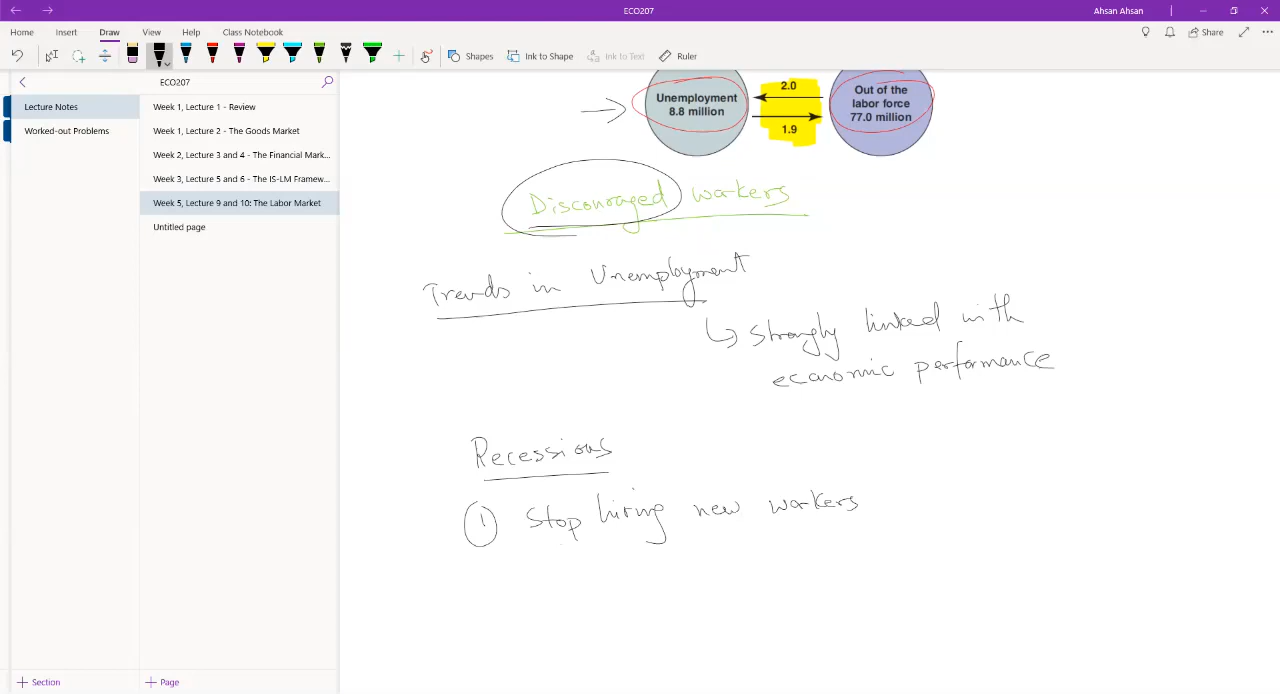 ECO207
Ahsan Ahsan
Home Insert Draw View Help Class Notebook
Share
Shapes Ink to Shape Ink to Text Ruler
ECO207
Lecture Notes
Worked-out Problems
Week 1, Lecture 1 - Review
Week 1, Lecture 2 - The Goods Market
Week 2, Lecture 3 and 4 - The Financial Mark...
Week 3, Lecture 5 and 6 - The IS-LM Framew...
Week 5, Lecture 9 and 10: The Labor Market
Untitled page
Unemployment
8.8 million
2.0
1.9
Out of the
labor force
77.0 million
Discouraged workers
Trends in Unemployment
Strongly linked with
economic performance
Recessions
1 Stop hiring new workers
+ Section
+ Page